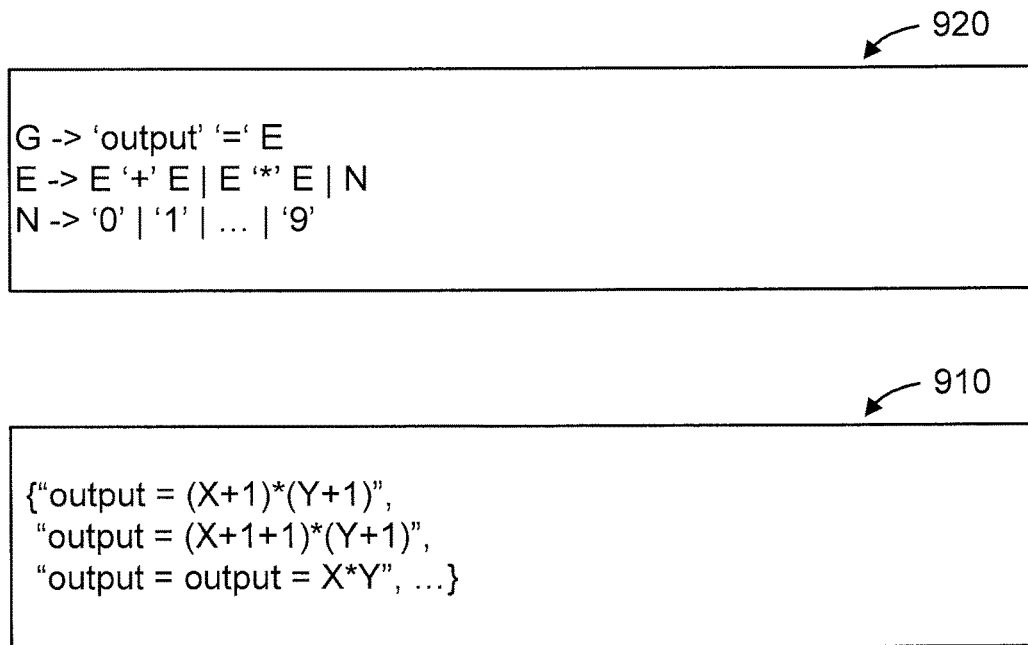 920
G -> ‘output’ ‘=‘ E
E -> E ‘+’ E | E ‘*’ E | N
N -> ‘0’ | ‘1’ | ... | ‘9’
910
{“output = (X+1)*(Y+1)”,
“output = (X+1+1)*(Y+1)”,
“output = output = X*Y”, ...}